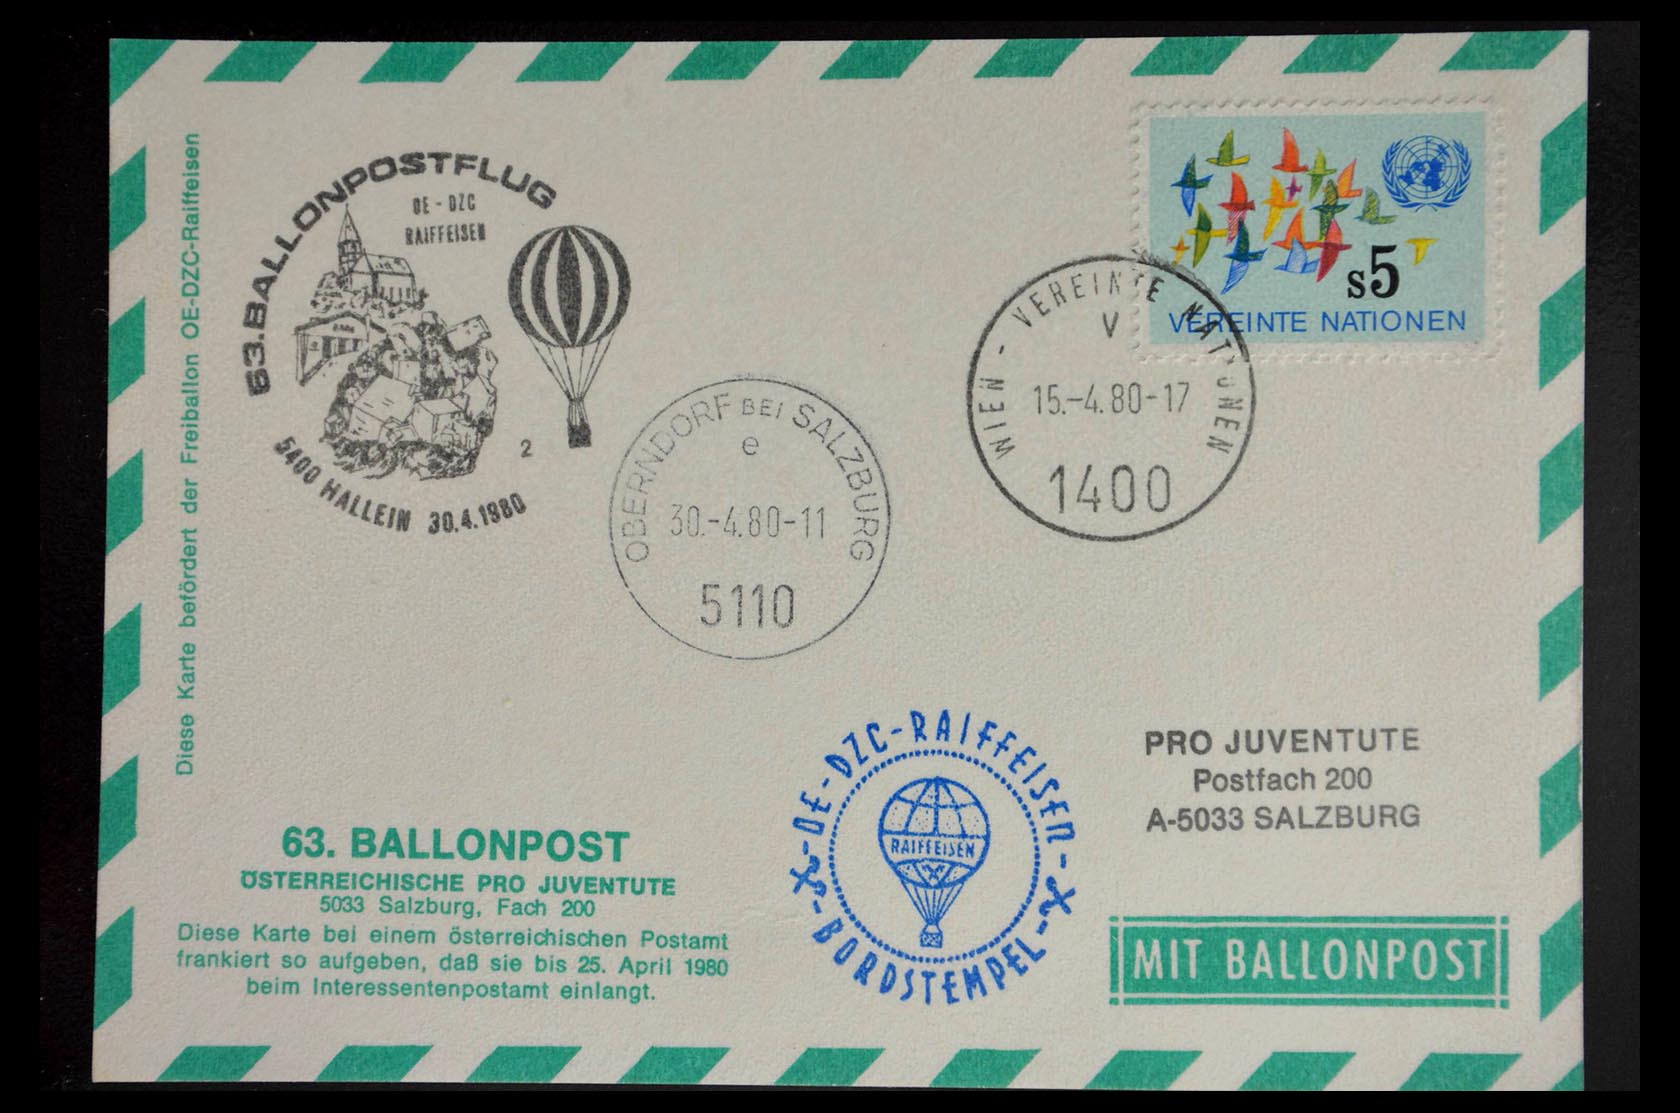 Diese Karte befördert der Freiballon OE-DZC-Raiffeisen
63. BALLONPOSTFLUG
OE - DZC
RAIFFEISEN
2
5400 HALLEIN 30.4.1980
OBERNDORF BEI SALZBURG
e
30.-4.80-11
5110
s5
VEREINTE NATIONEN
WIEN - VEREINTE NATIONEN
V
15.-4.80-17
1400
OE-DZC-RAIFFEISEN
RAIFFEISEN
BORDSTEMPEL
PRO JUVENTUTE
Postfach 200
A-5033 SALZBURG
63. BALLONPOST
ÖSTERREICHISCHE PRO JUVENTUTE
5033 Salzburg, Fach 200
Diese Karte bei einem österreichischen Postamt
frankiert so aufgeben, daß sie bis 25. April 1980
beim Interessentenpostamt einlangt.
MIT BALLONPOST